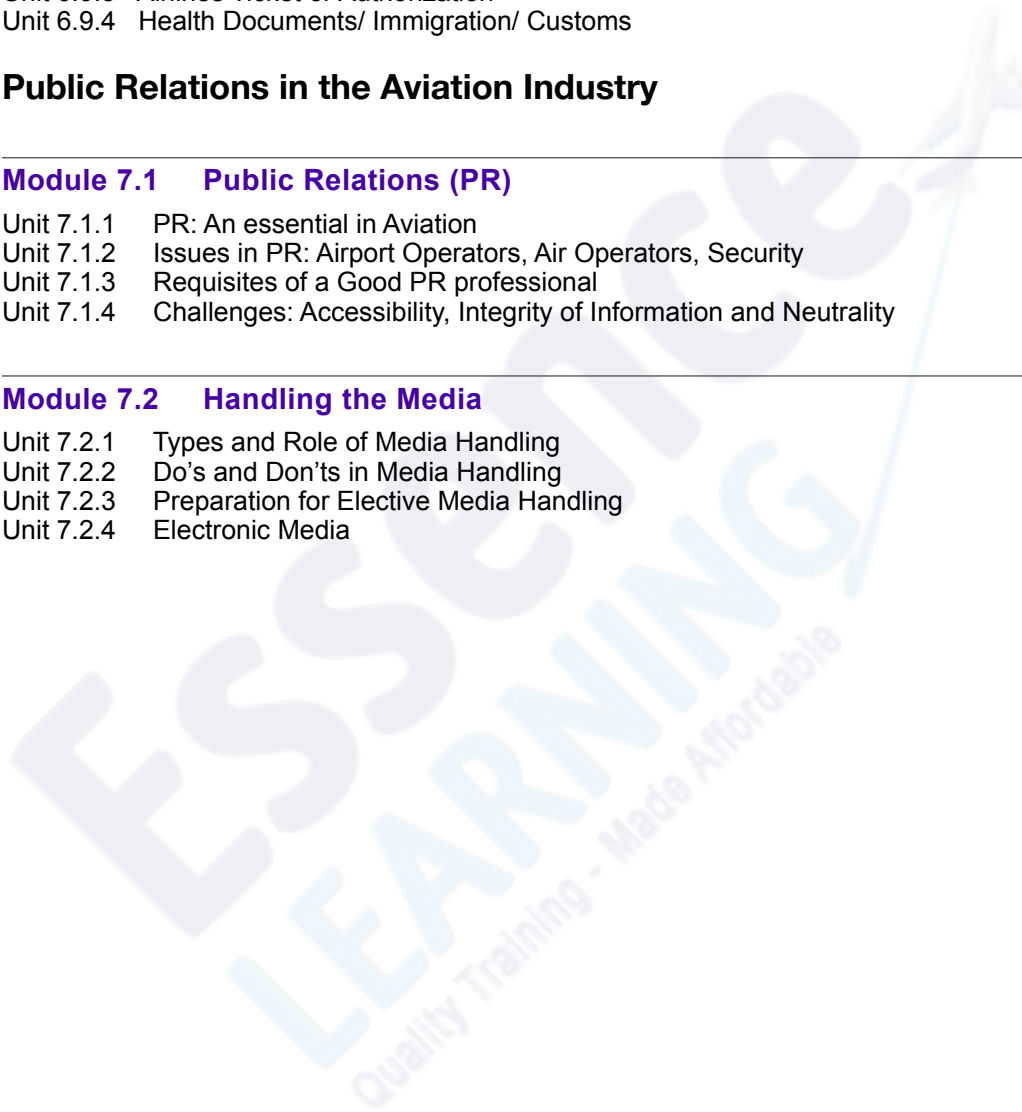 Unit 6.9.4 Health Documents/ Immigration/ Customs
Public Relations in the Aviation Industry
Module 7.1 Public Relations (PR)
Unit 7.1.1 PR: An essential in Aviation
Unit 7.1.2 Issues in PR: Airport Operators, Air Operators, Security
Unit 7.1.3 Requisites of a Good PR professional
Unit 7.1.4 Challenges: Accessibility, Integrity of Information and Neutrality
Module 7.2 Handling the Media
Unit 7.2.1 Types and Role of Media Handling
Unit 7.2.2 Do's and Don'ts in Media Handling
Unit 7.2.3 Preparation for Elective Media Handling
Unit 7.2.4 Electronic Media
Essence
LEARNING
Quality Training - Made Affordable